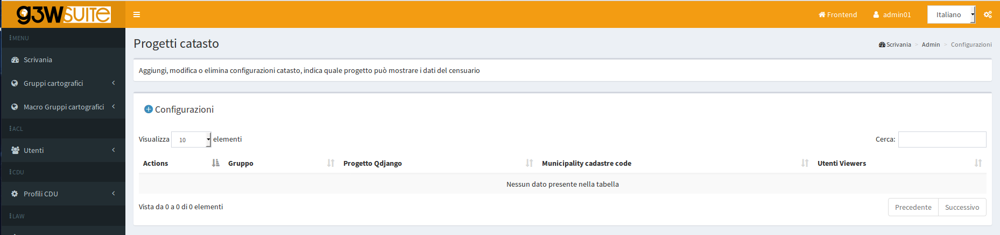 g3wsuite
Frontend admin01 Italiano
MENU
Scrivania
Gruppi cartografici
Macro Gruppi cartografici
ACL
Utenti
CDU
Profili CDU
LAW
Progetti catasto
Scrivania > Admin > Configurazioni
Aggiungi, modifica o elimina configurazioni catasto, indica quale progetto può mostrare i dati del censuario
Configurazioni
Visualizza 10 elementi Cerca:
Actions Gruppo Progetto Qdjango Municipality cadastre code Utenti Viewers
Nessun dato presente nella tabella
Vista da 0 a 0 di 0 elementi Precedente Successivo